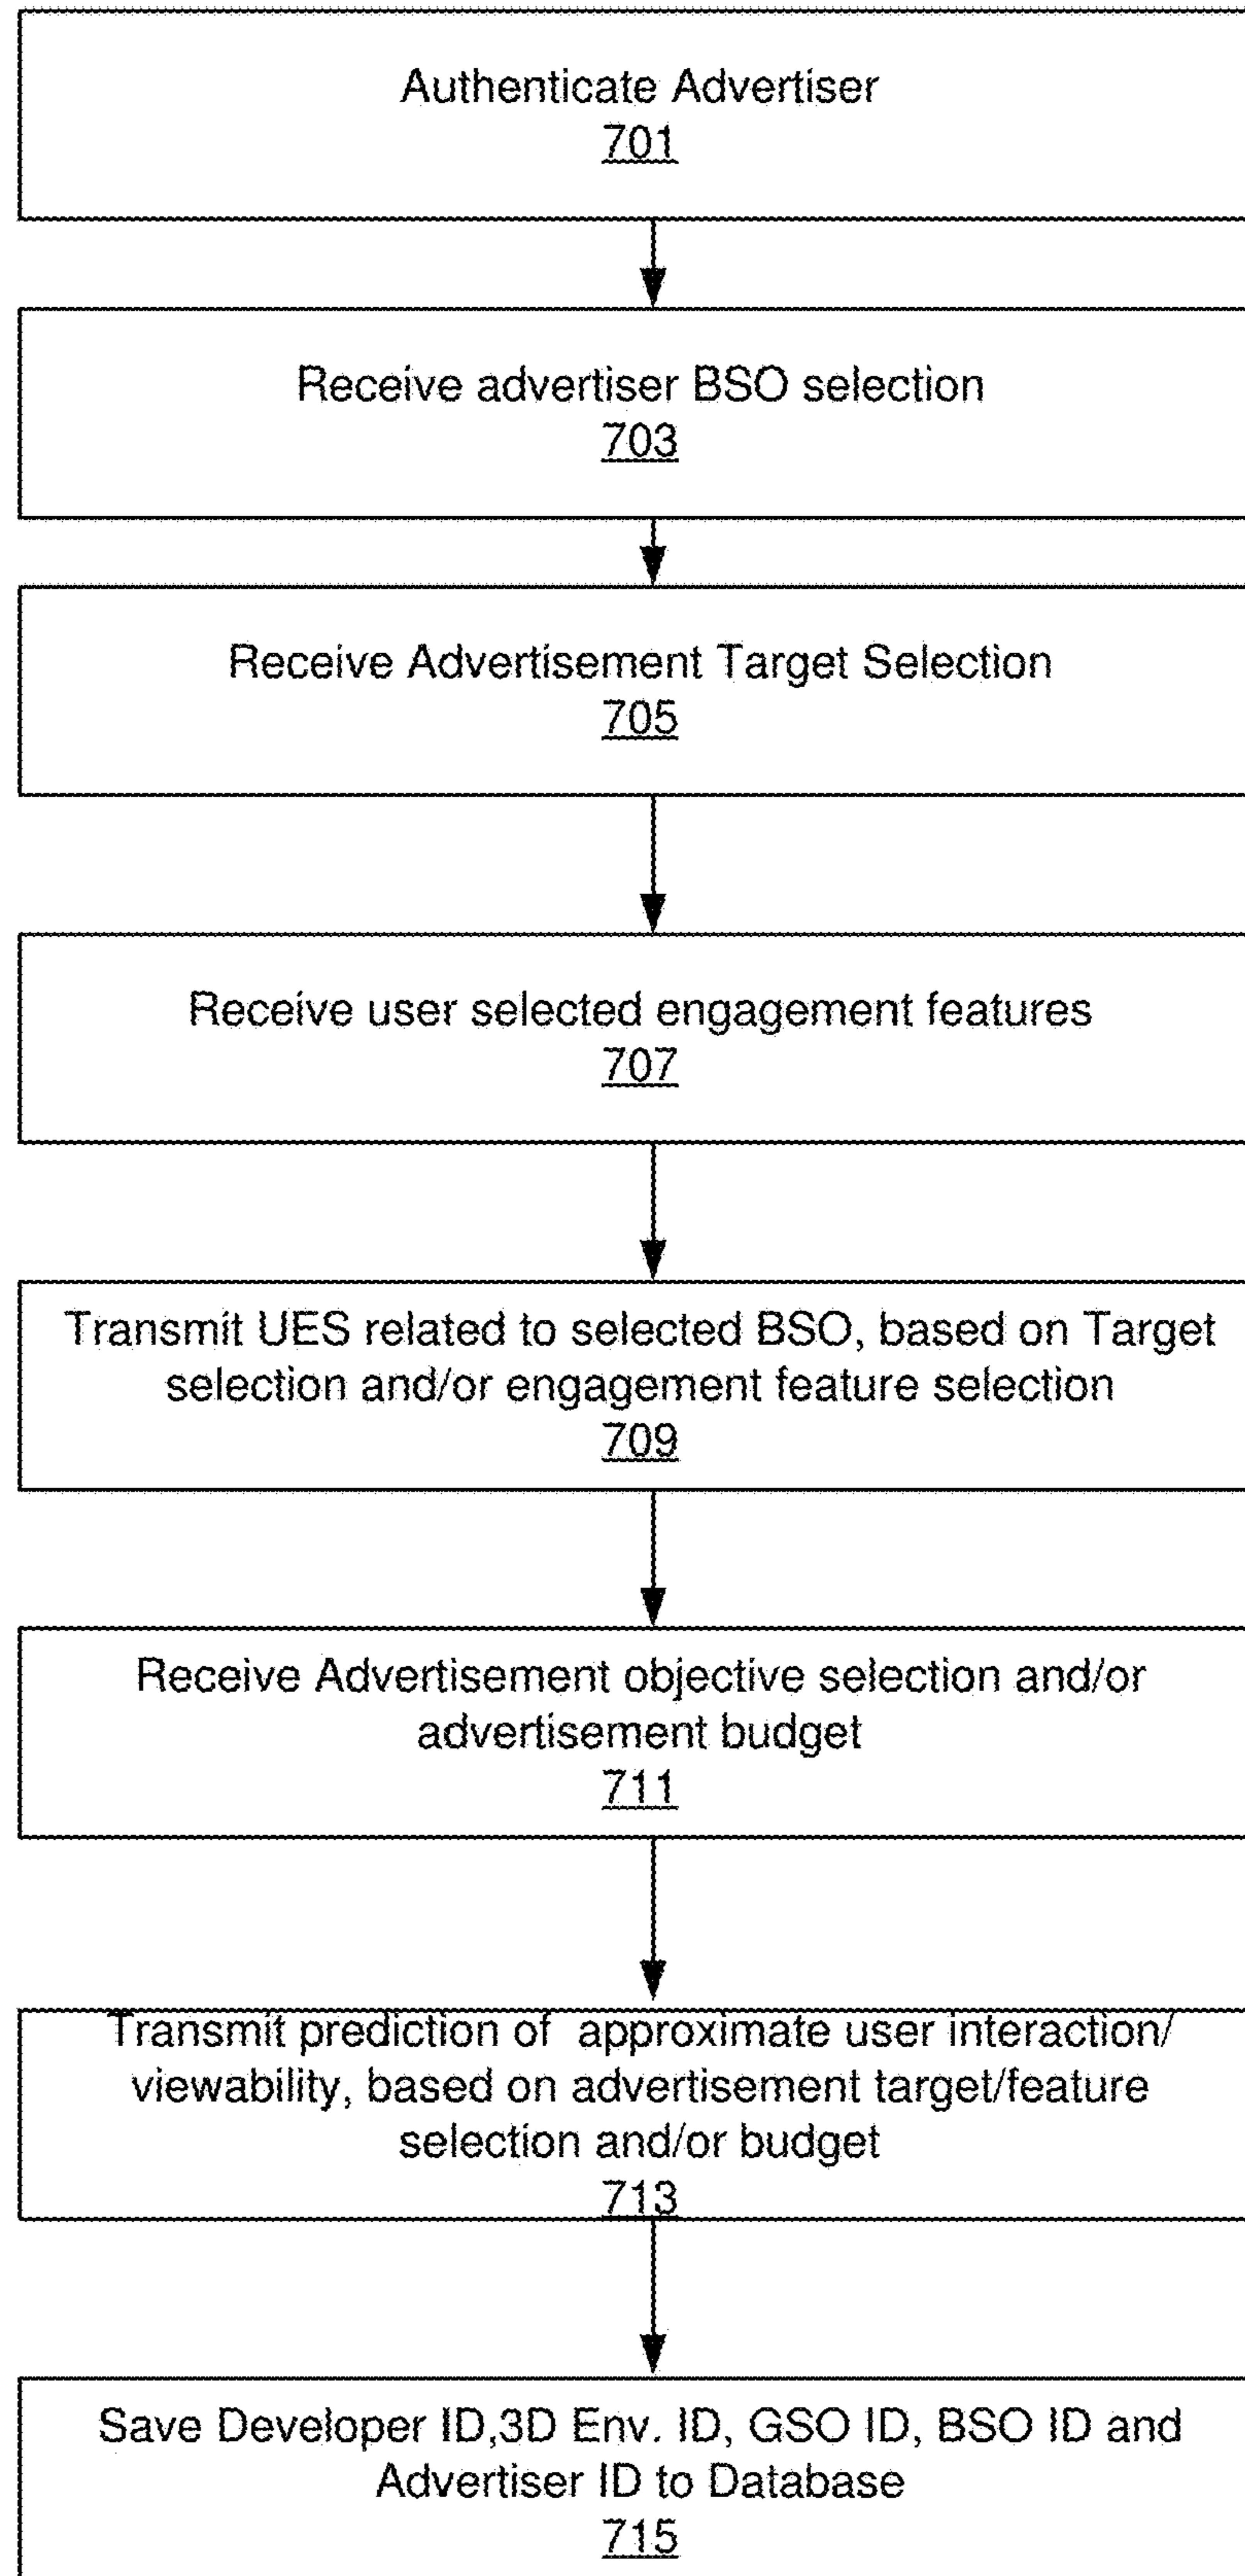 Authenticate Advertiser
701
Receive advertiser BSO selection
703
Receive Advertisement Target Selection
705
Receive user selected engagement features
707
Transmit UES related to selected BSO, based on Target
selection and/or engagement feature selection
709
Receive Advertisement objective selection and/or
advertisement budget
711
Transmit prediction of approximate user interaction/
viewability, based on advertisement target/feature
selection and/or budget
713
Save Developer ID,3D Env. ID, GSO ID, BSO ID and
Advertiser ID to Database
715